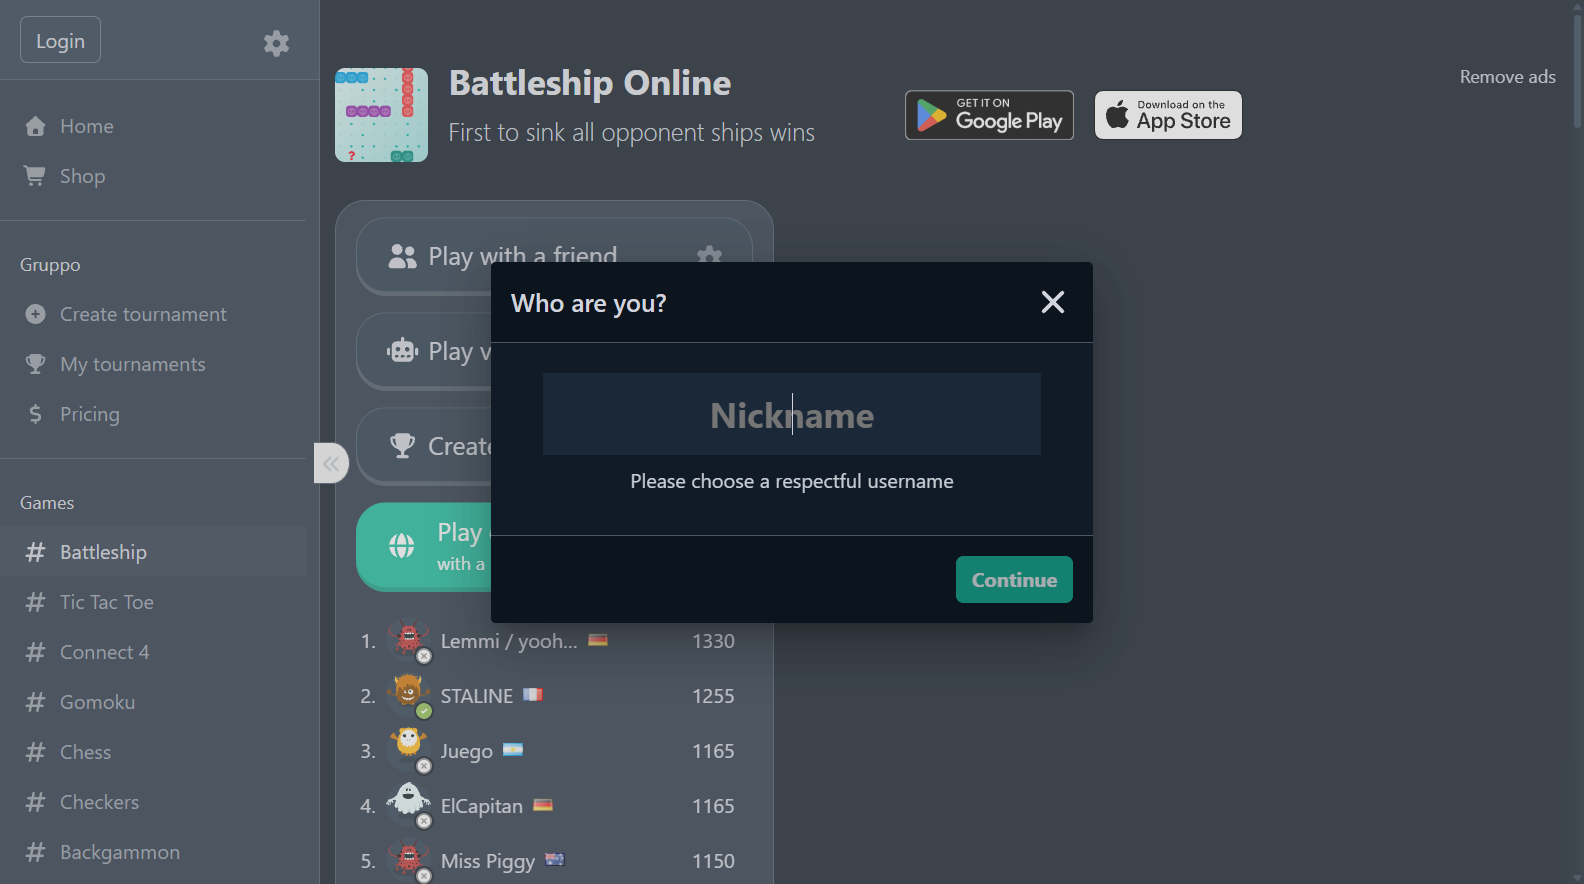 Login
Home
Shop
Gruppo
Create tournament
My tournaments
$ Pricing
Games
# Battleship
# Tic Tac Toe
# Connect 4
# Gomoku
# Chess
# Checkers
# Backgammon
Battleship Online
First to sink all opponent ships wins
GET IT ON
Google Play
Download on the
App Store
Remove ads
Play with a friend
Play v
Create
Play
with a
Who are you?
Nickname
Please choose a respectful username
Continue
1. Lemmi / yooh... 1330
2. STALINE 1255
3. Juego 1165
4. ElCapitan 1165
5. Miss Piggy 1150